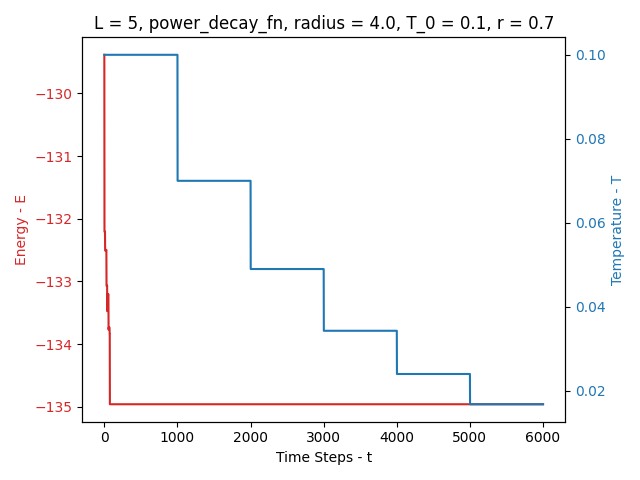 L = 5, power_decay_fn, radius = 4.0, T_0 = 0.1, r = 0.7
Energy - E
−130
−131
−132
−133
−134
−135
0.10
0.08
0.06
0.04
0.02
Temperature - T
0 1000 2000 3000 4000 5000 6000
Time Steps - t